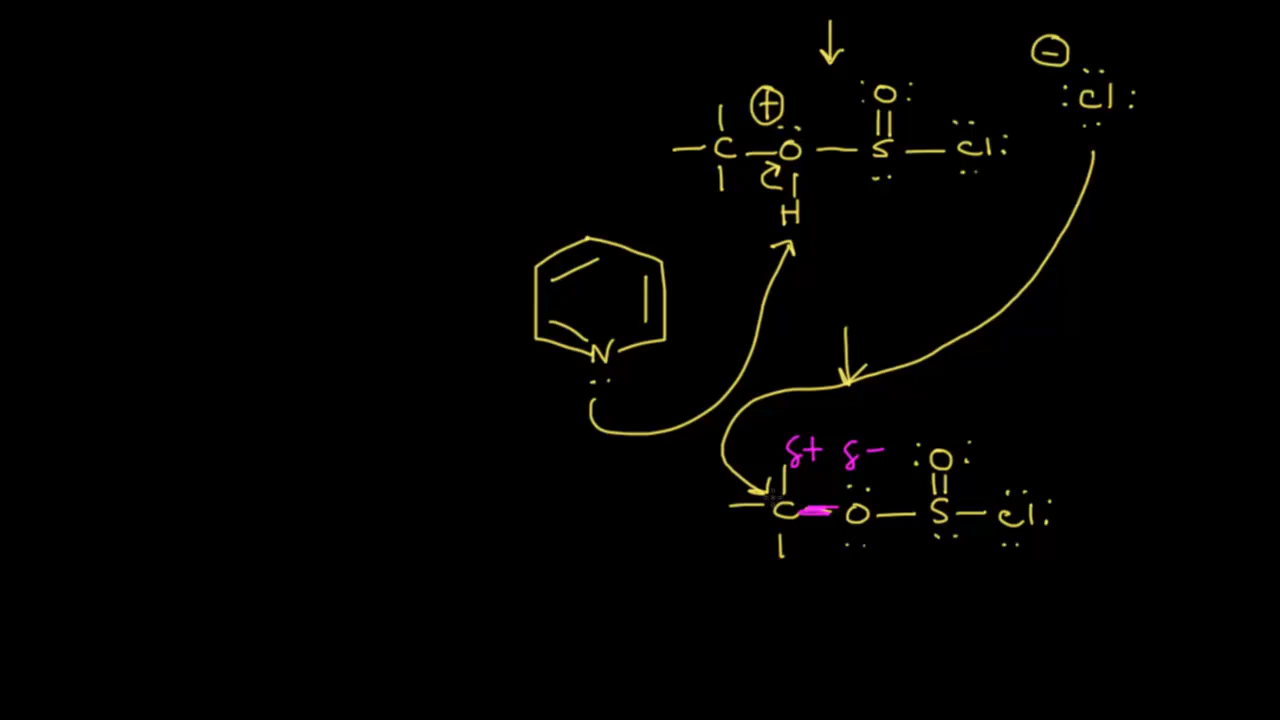 ⊖
⊕ O Cl
C O S Cl
H
N
δ+ δ- O
C O S Cl